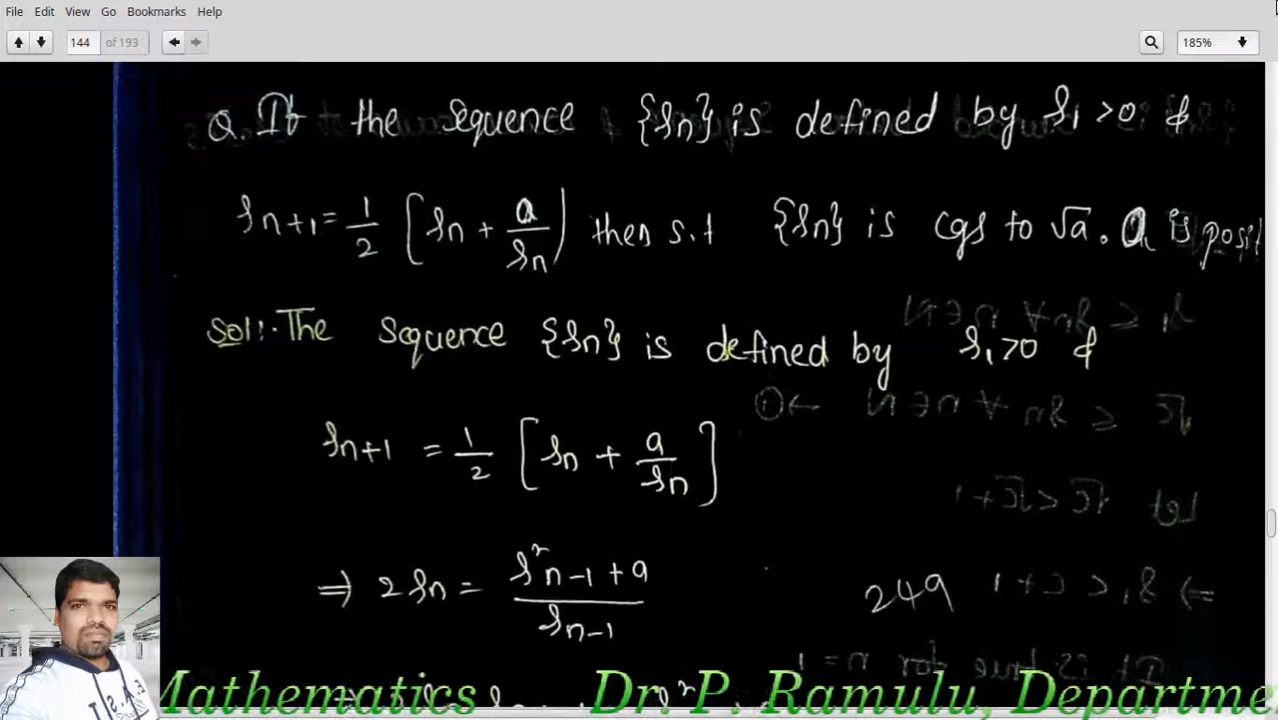 File Edit View Go Bookmarks Help
144 of 193 185%
Q. If the sequence {Sn} is defined by S1 >0 &
Sn+1 = 1/2 [Sn + a/Sn] then s.t {Sn} is cgs to √a. a is posit
Sol:- The sequence {Sn} is defined by S1 >0 &
Sn+1 = 1/2 [Sn + a/Sn]
⇒ 2Sn = S²n-1 + a / Sn-1
249
Mathematics Dr. P. Ramulu, Departme